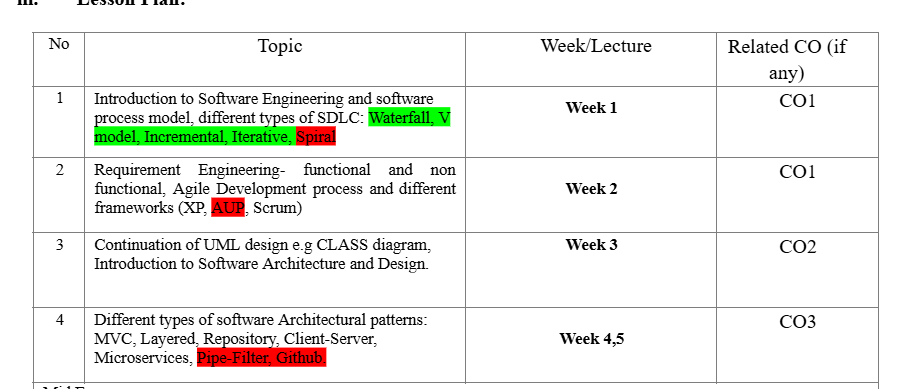 III. Lesson Plan:
No Topic Week/Lecture Related CO (if
any)
1 Introduction to Software Engineering and software
process model, different types of SDLC: Waterfall, V
model, Incremental, Iterative, Spiral
Week 1
CO1
2 Requirement Engineering- functional and non
functional, Agile Development process and different
frameworks (XP, AUP, Scrum)
Week 2
CO1
3 Continuation of UML design e.g CLASS diagram,
Introduction to Software Architecture and Design.
Week 3
CO2
4 Different types of software Architectural patterns:
MVC, Layered, Repository, Client-Server,
Microservices, Pipe-Filter, Github.
Week 4,5
CO3